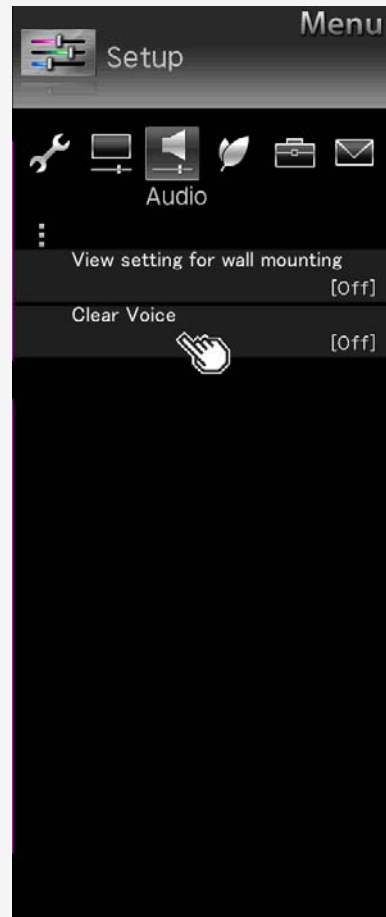 Menu
Setup
Audio
View setting for wall mounting
[Off]
Clear Voice
[Off]